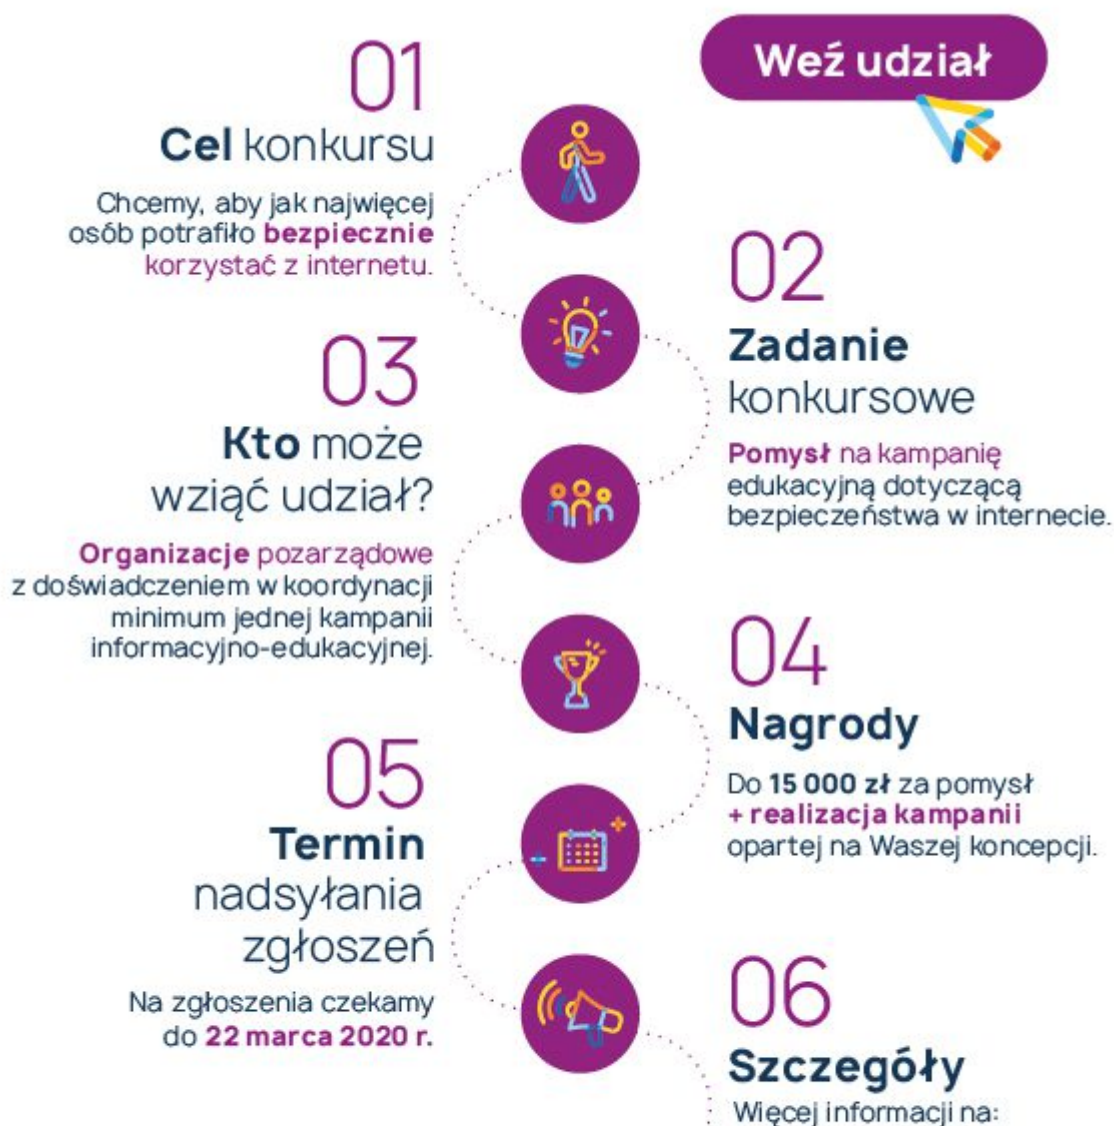 Weź udział
01
Cel konkursu
Chcemy, aby jak najwięcej
osób potrafiło bezpiecznie
korzystać z internetu.
02
Zadanie
konkursowe
Pomysł na kampanię
edukacyjną dotyczącą
bezpieczeństwa w internecie.
03
Kto może
wziąć udział?
Organizacje pozarządowe
z doświadczeniem w koordynacji
minimum jednej kampanii
informacyjno-edukacyjnej.
04
Nagrody
Do 15 000 zł za pomysł
+ realizacja kampanii
opartej na Waszej koncepcji.
05
Termin
nadsyłania
zgłoszeń
Na zgłoszenia czekamy
do 22 marca 2020 r.
06
Szczegóły
Więcej informacji na: